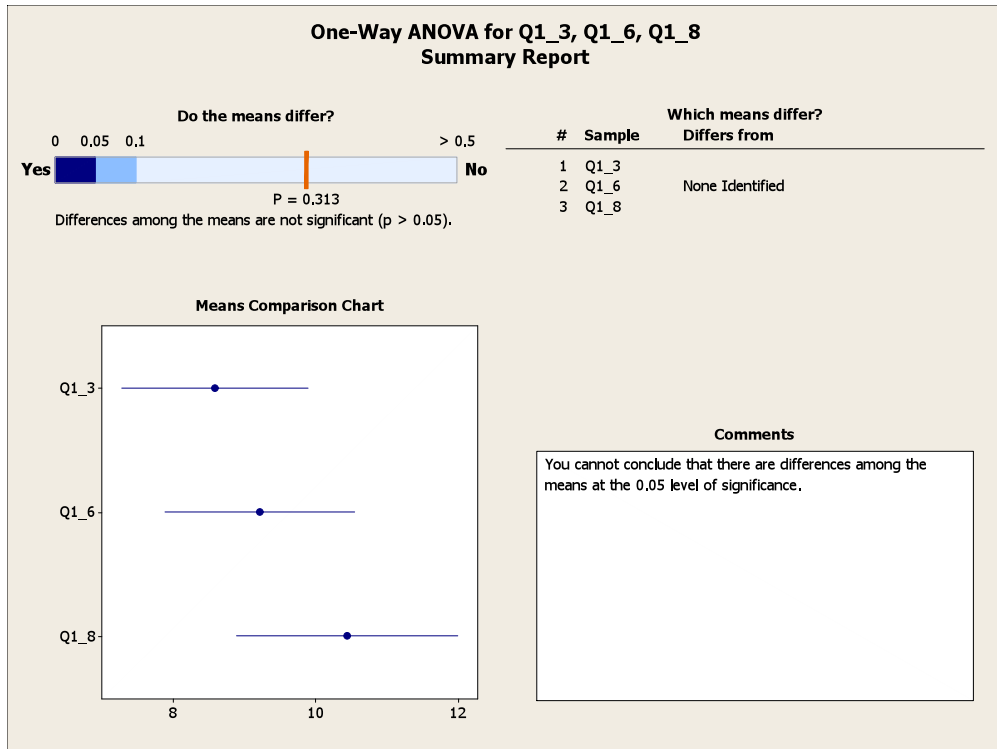 One-Way ANOVA for Q1_3, Q1_6, Q1_8
Summary Report
Do the means differ?
0 0.05 0.1 > 0.5
Yes No
P = 0.313
Differences among the means are not significant (p > 0.05).
Which means differ?
# Sample Differs from
1 Q1_3
2 Q1_6 None Identified
3 Q1_8
Means Comparison Chart
Q1_3
Q1_6
Q1_8
8 10 12
Comments
You cannot conclude that there are differences among the
means at the 0.05 level of significance.